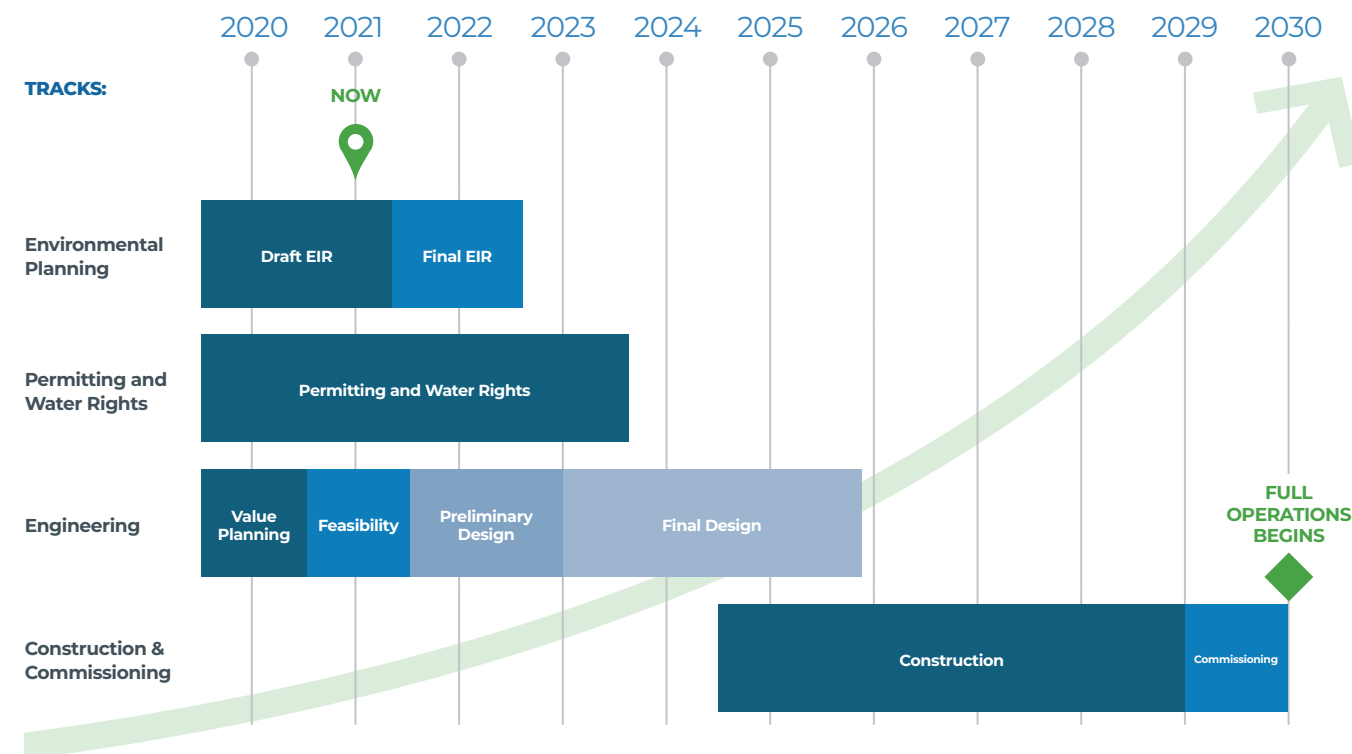 2020 2021 2022 2023 2024 2025 2026 2027 2028 2029 2030
TRACKS:
NOW
Environmental
Planning
Draft EIR
Final EIR
Permitting and
Water Rights
Permitting and Water Rights
Engineering
Value
Planning
Feasibility
Preliminary
Design
Final Design
FULL
OPERATIONS
BEGINS
Construction &
Commissioning
Construction
Commissioning